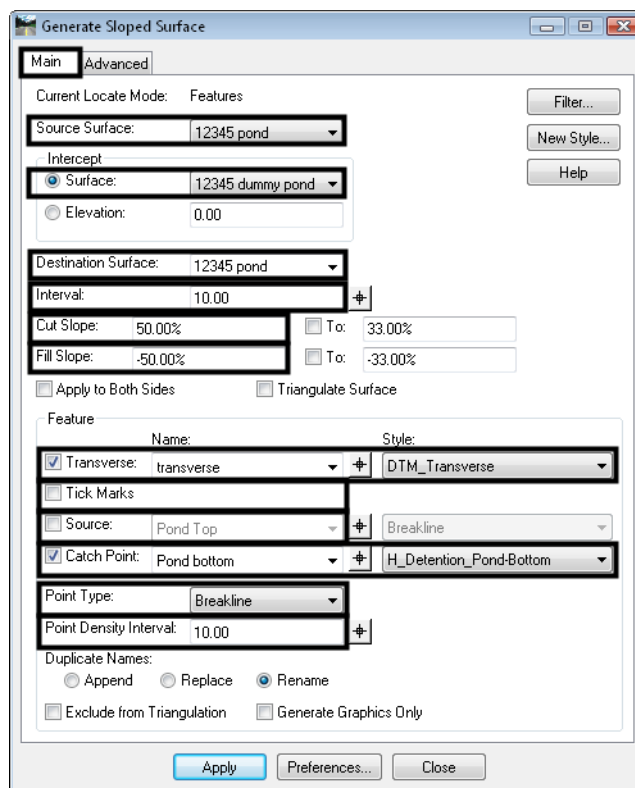 Generate Sloped Surface
Main Advanced
Current Locate Mode: Features
Filter...
Source Surface: 12345 pond
New Style...
Intercept
Help
Surface: 12345 dummy pond
Elevation: 0.00
Destination Surface: 12345 pond
Interval: 10.00
Cut Slope: 50.00% To: 33.00%
Fill Slope: -50.00% To: -33.00%
Apply to Both Sides Triangulate Surface
Feature
Name: Style:
Transverse: transverse DTM_Transverse
Tick Marks
Source: Pond Top Breakline
Catch Point: Pond bottom H_Detention_Pond-Bottom
Point Type: Breakline
Point Density Interval: 10.00
Duplicate Names:
Append Replace Rename
Exclude from Triangulation Generate Graphics Only
Apply Preferences... Close